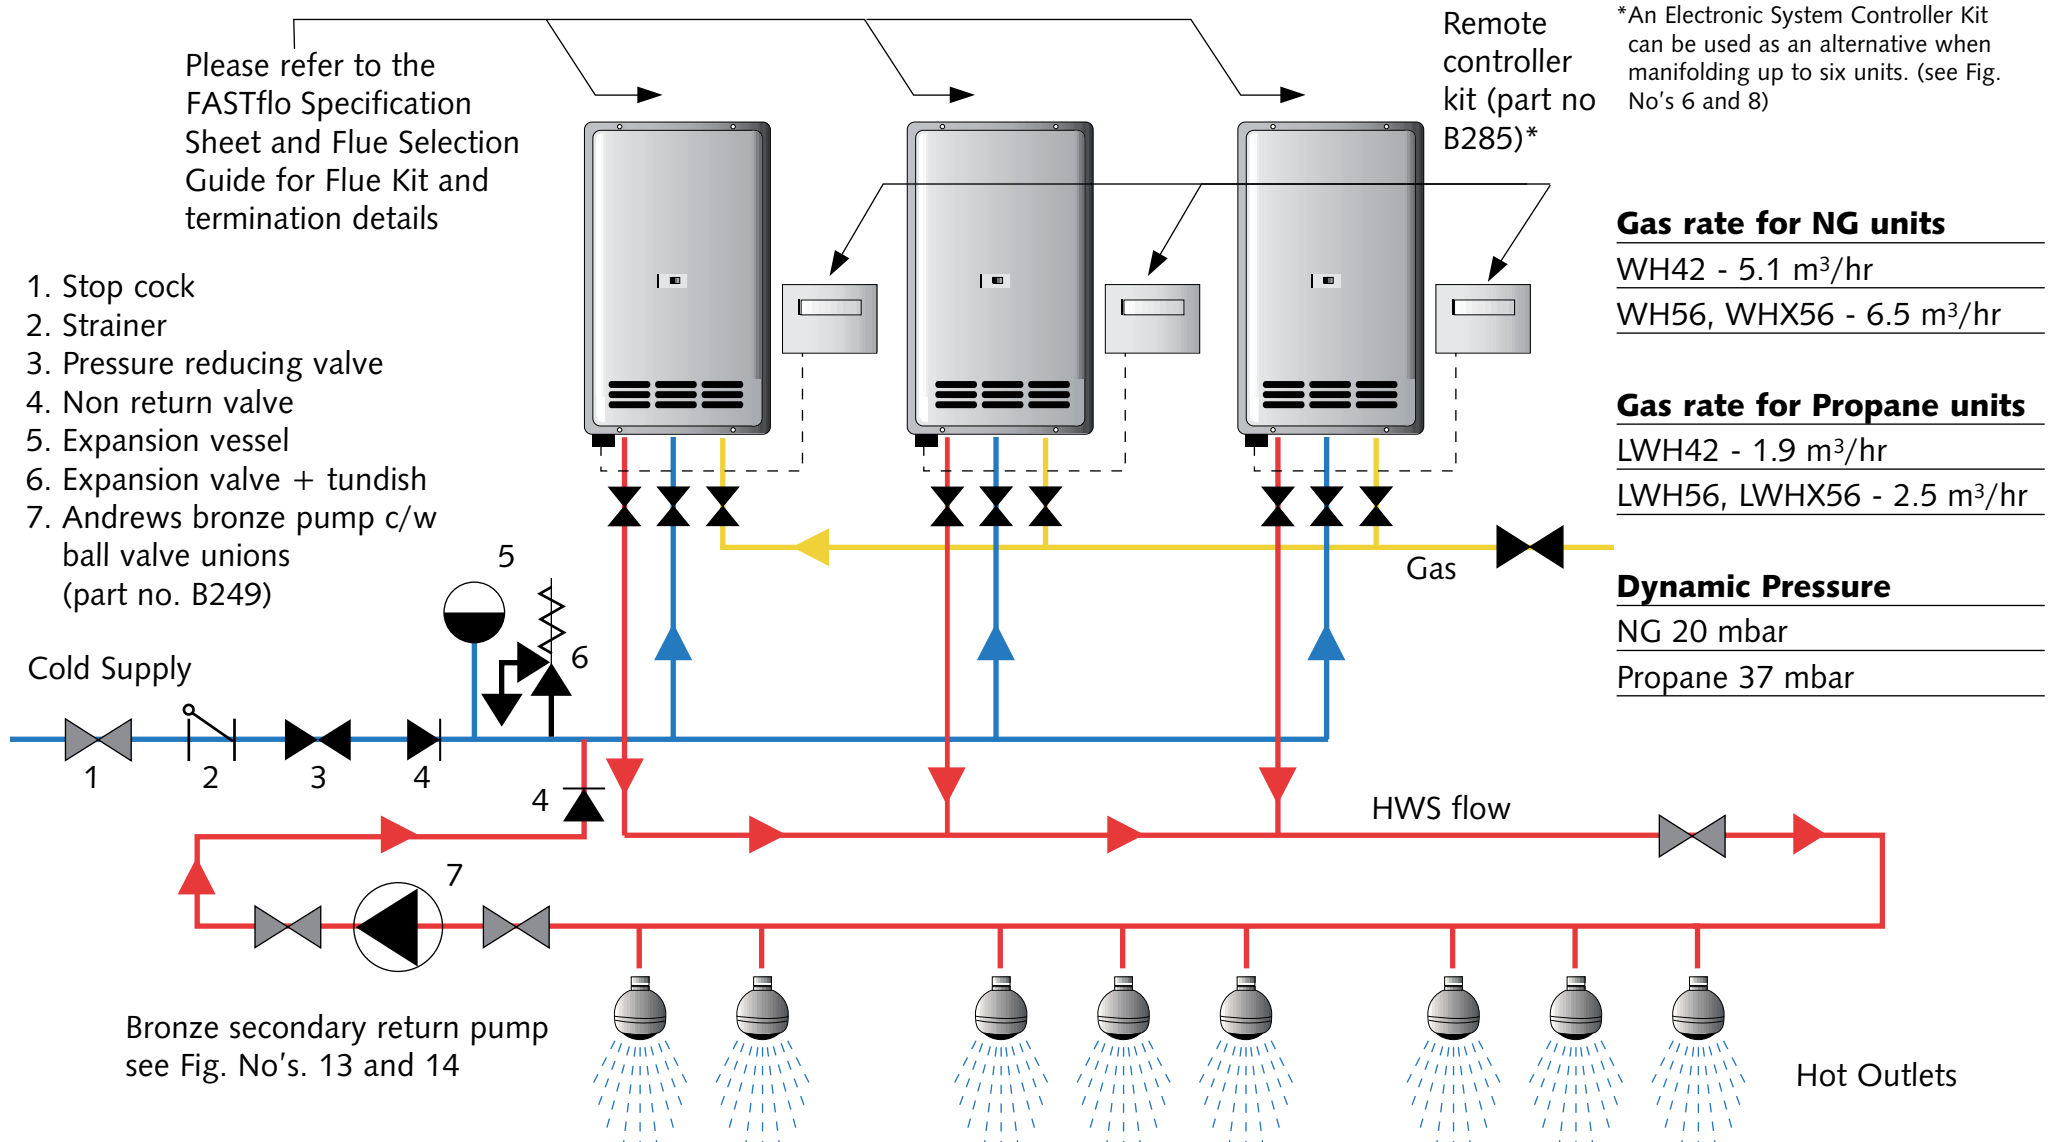 Please refer to the
FASTflo Specification
Sheet and Flue Selection
Guide for Flue Kit and
termination details
Remote
controller
kit (part no
B285)*
*An Electronic System Controller Kit
can be used as an alternative when
manifolding up to six units. (see Fig.
No's 6 and 8)
1. Stop cock
2. Strainer
3. Pressure reducing valve
4. Non return valve
5. Expansion vessel
6. Expansion valve + tundish
7. Andrews bronze pump c/w
ball valve unions
(part no. B249)
Gas rate for NG units
WH42 - 5.1 m³/hr
WH56, WHX56 - 6.5 m³/hr
Gas rate for Propane units
LWH42 - 1.9 m³/hr
LWH56, LWHX56 - 2.5 m³/hr
Dynamic Pressure
NG 20 mbar
Propane 37 mbar
Gas
5
6
Cold Supply
1
2
3
4
4
HWS flow
7
Bronze secondary return pump
see Fig. No's. 13 and 14
Hot Outlets